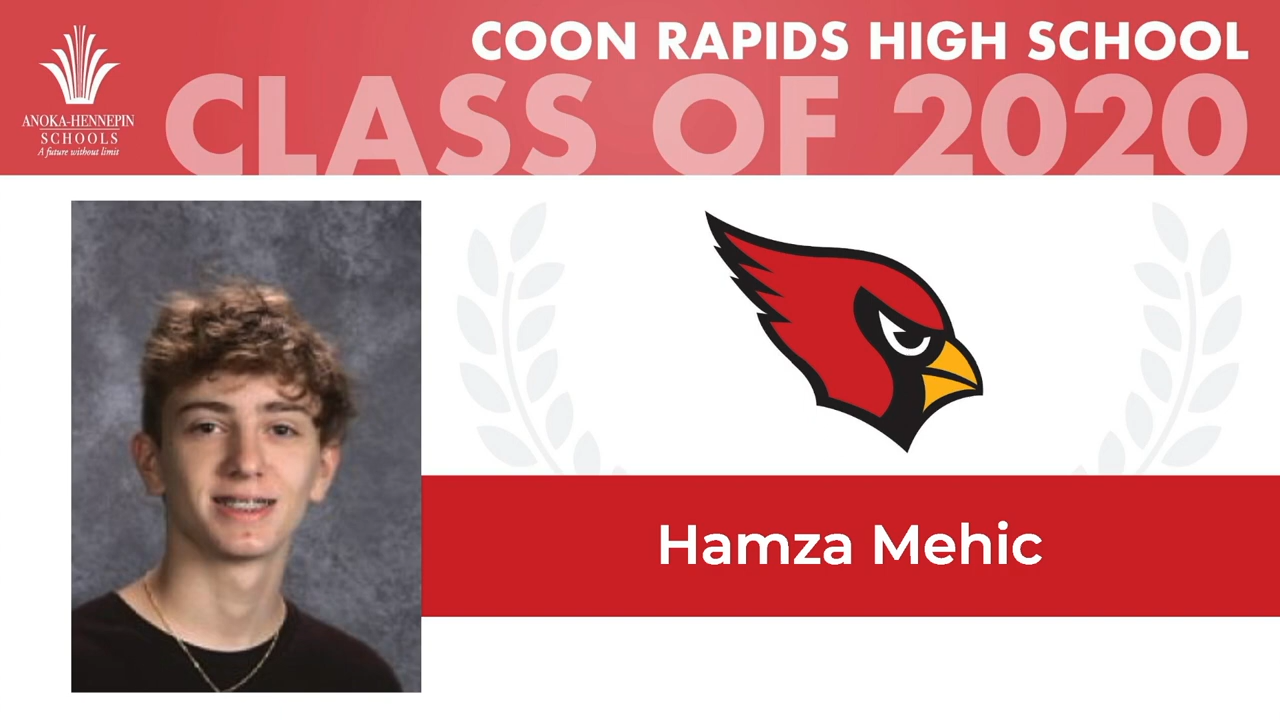 COON RAPIDS HIGH SCHOOL
CLASS OF 2020
ANOKA-HENNEPIN
SCHOOLS
A future without limit
Hamza Mehic